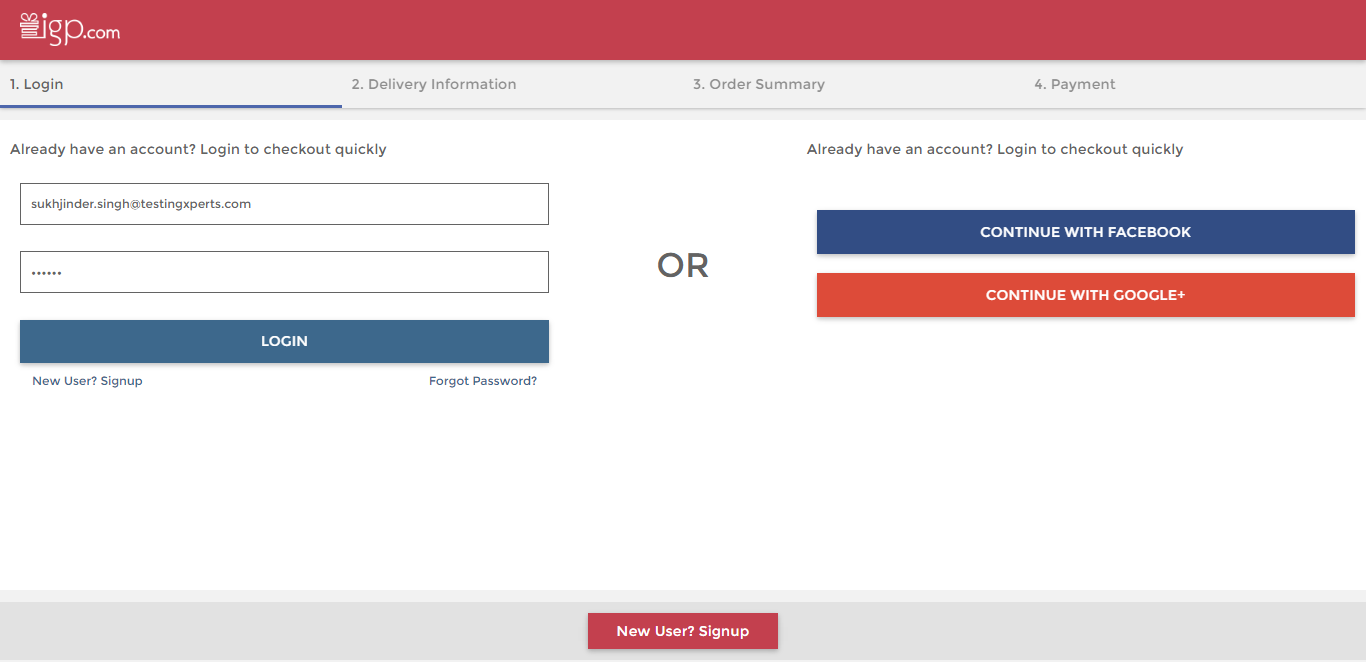 igp.com
1. Login
2. Delivery Information
3. Order Summary
4. Payment
Already have an account? Login to checkout quickly
sukhjinder.singh@testingxperts.com
••••••
LOGIN
New User? Signup
Forgot Password?
OR
Already have an account? Login to checkout quickly
CONTINUE WITH FACEBOOK
CONTINUE WITH GOOGLE+
New User? Signup